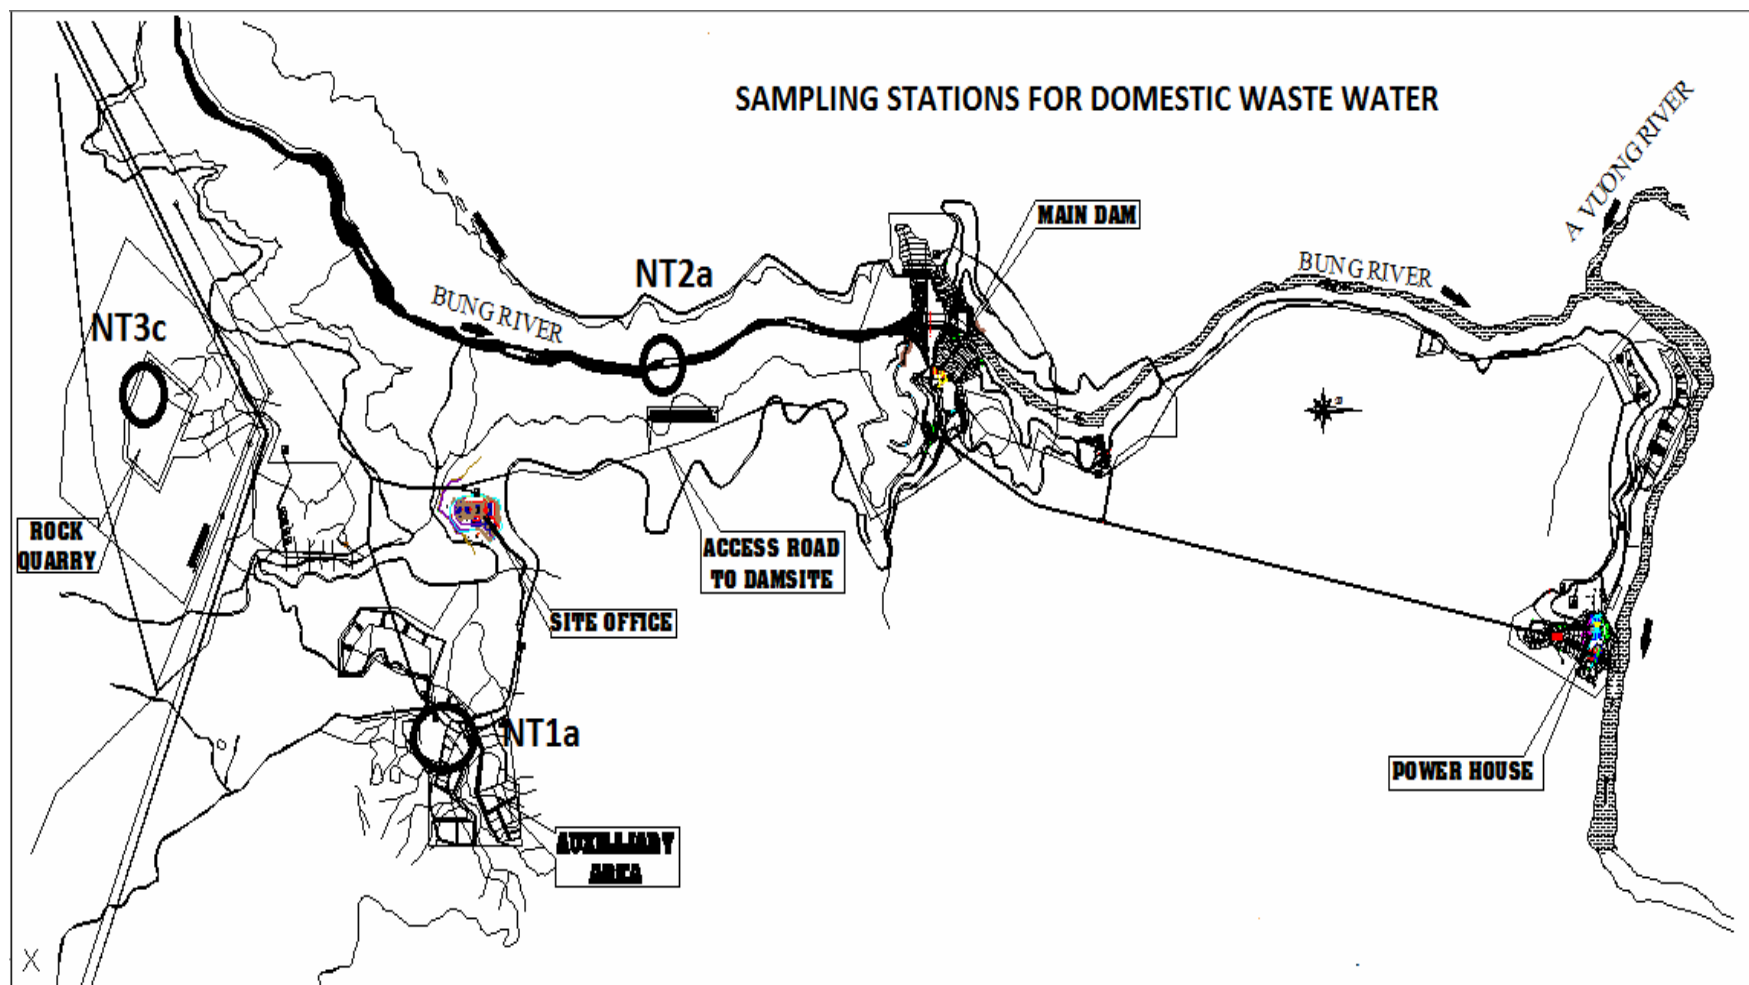 SAMPLING STATIONS FOR DOMESTIC WASTE WATER
A VUONG RIVER
MAIN DAM
BUNG RIVER
NT2a
BUNG RIVER
NT3c
ROCK
QUARRY
ACCESS ROAD
TO DAMSITE
SITE OFFICE
NT1a
POWER HOUSE
AUXILIARY
AREA
X